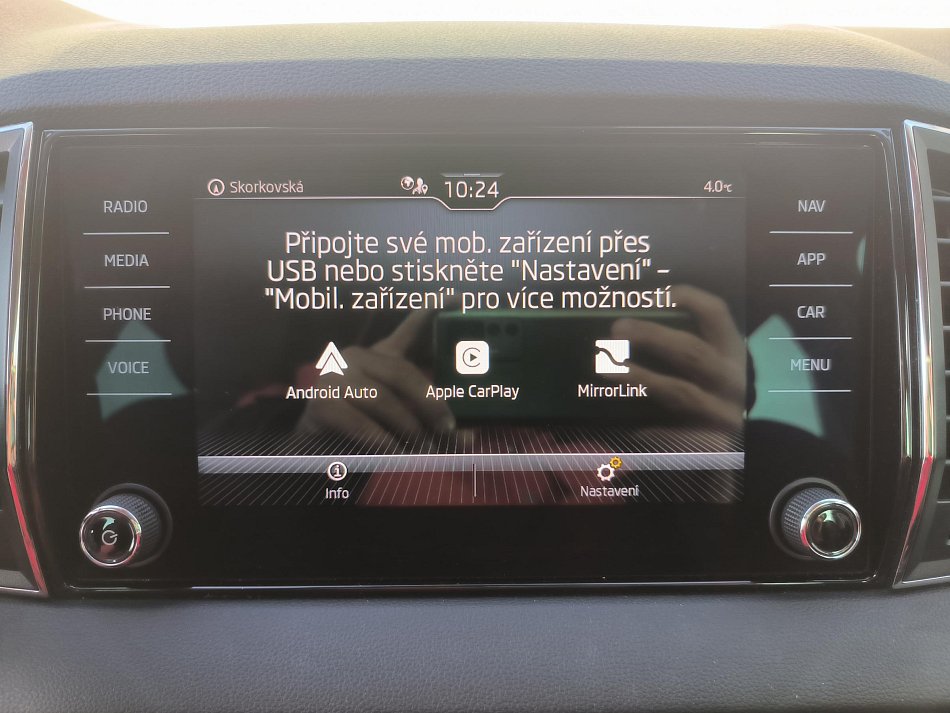 Skorkovská
10:24
4.0°C
RADIO
MEDIA
PHONE
VOICE
Připojte své mob. zařízení přes
USB nebo stiskněte "Nastavení" –
"Mobil. zařízení" pro více možností.
Android Auto
Apple CarPlay
MirrorLink
Info
Nastavení
NAV
APP
CAR
MENU